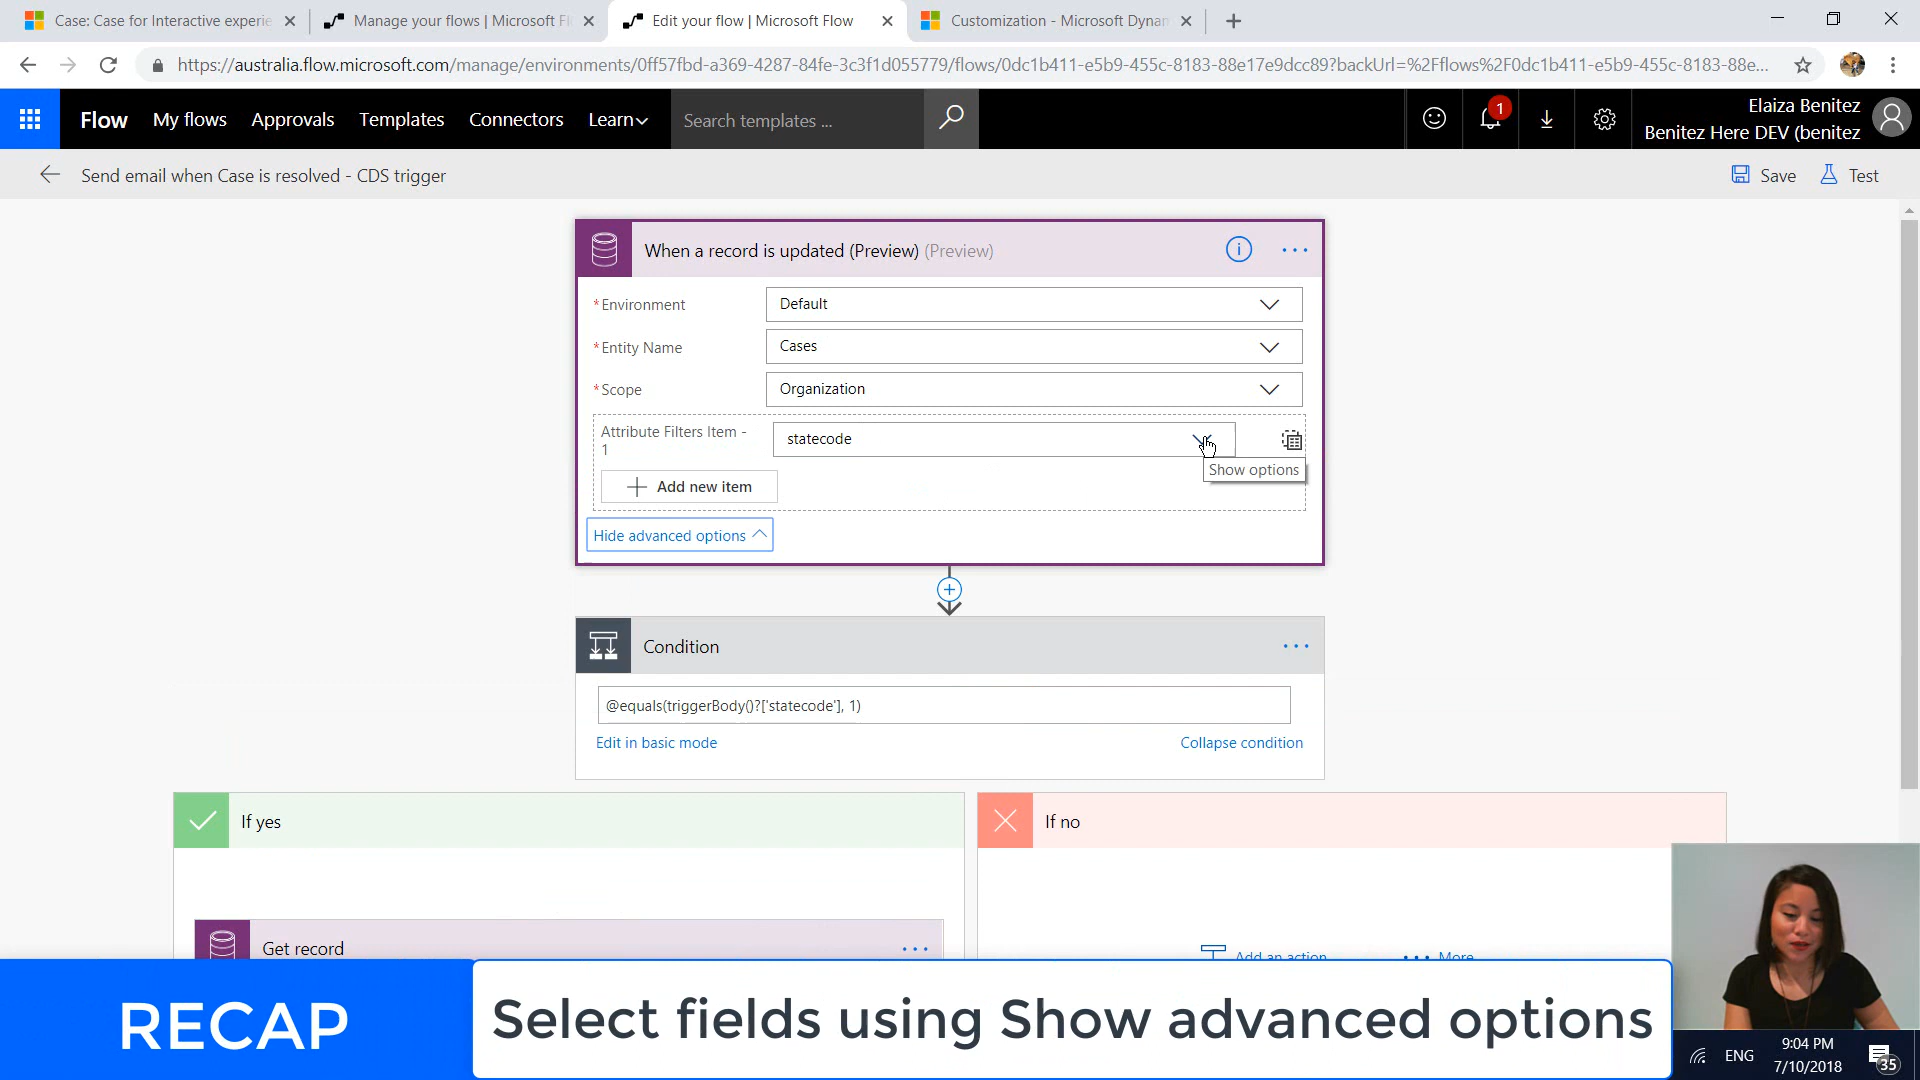 Case: Case for Interactive experie
Manage your flows | Microsoft Fl
Edit your flow | Microsoft Flow
Customization - Microsoft Dynam
https://australia.flow.microsoft.com/manage/environments/0ff57fbd-a369-4287-84fe-3c3f1d055779/flows/0dc1b411-e5b9-455c-8183-88e17e9dcc89?backUrl=%2Fflows%2F0dc1b411-e5b9-455c-8183-88e...
Flow
My flows
Approvals
Templates
Connectors
Learn
Search templates ...
1
Elaiza Benitez
Benitez Here DEV (benitez
Send email when Case is resolved - CDS trigger
Save
Test
When a record is updated (Preview) (Preview)
* Environment
Default
* Entity Name
Cases
* Scope
Organization
Attribute Filters Item -
1
statecode
Show options
Add new item
Hide advanced options
Condition
@equals(triggerBody()?['statecode'], 1)
Edit in basic mode
Collapse condition
If yes
If no
Get record
Add an action
More
RECAP
Select fields using Show advanced options
ENG
9:04 PM
7/10/2018
35